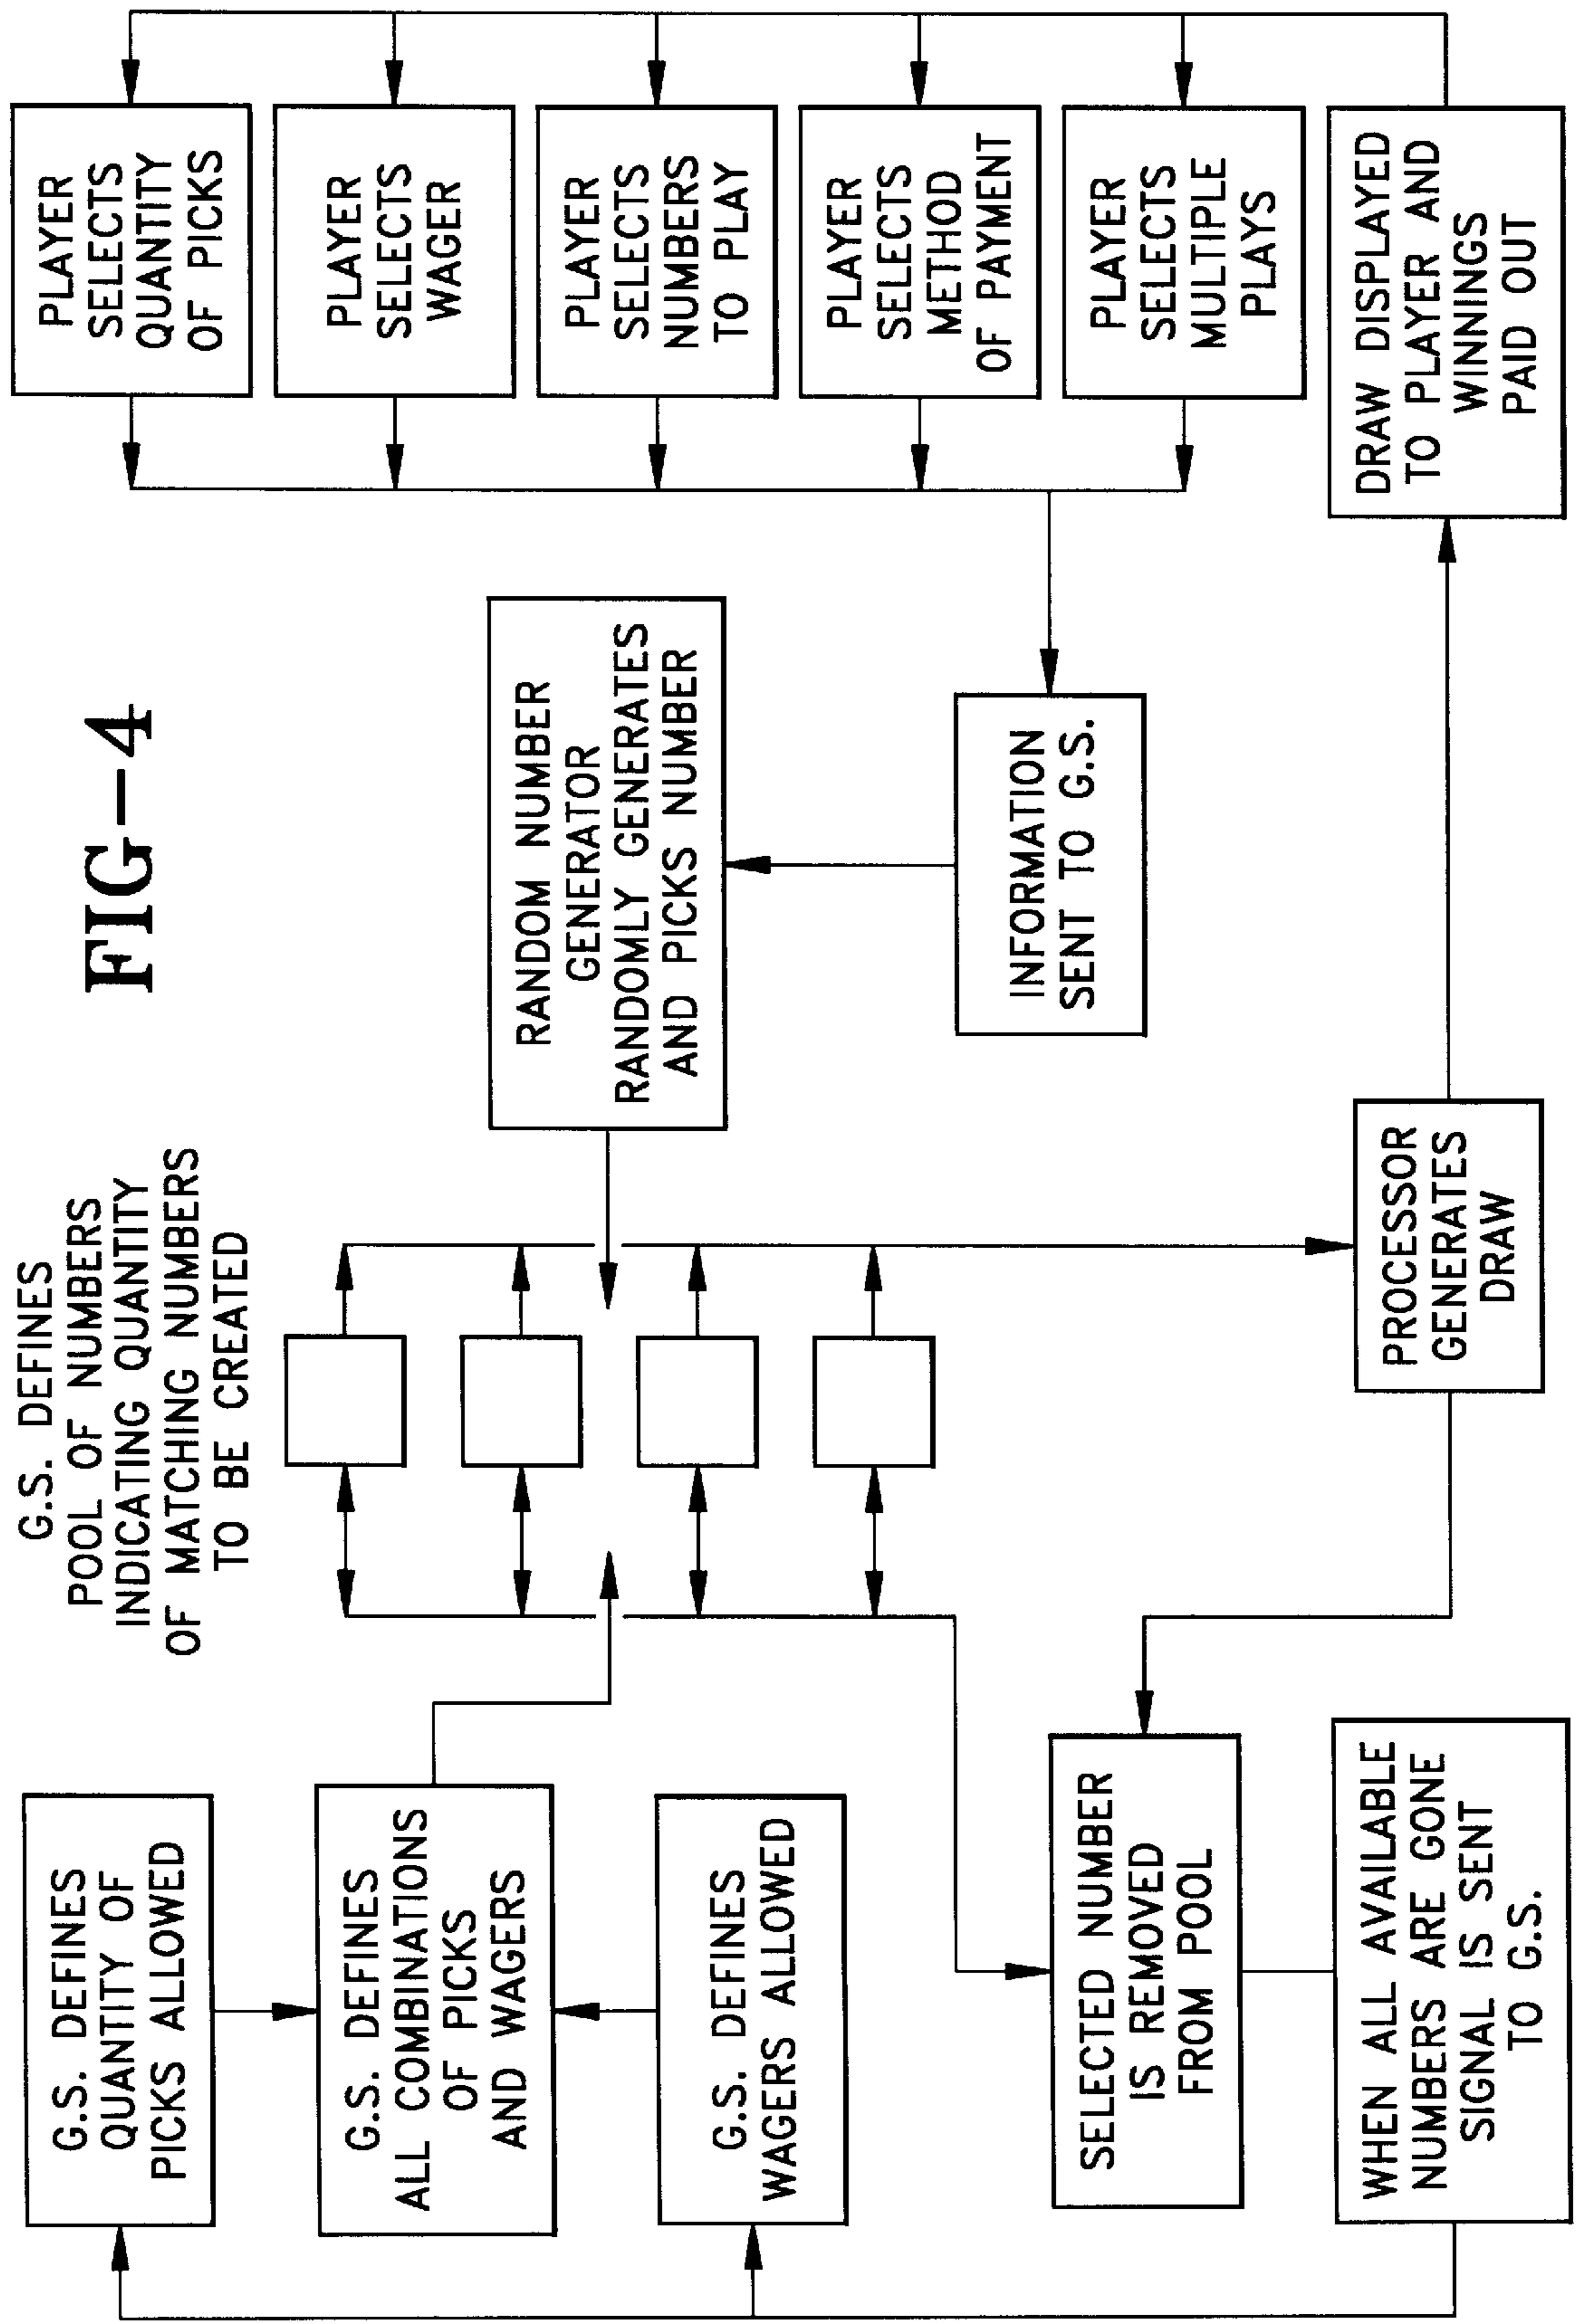 FIG-4
G.S. DEFINES
QUANTITY OF
PICKS ALLOWED
G.S. DEFINES
ALL COMBINATIONS
OF PICKS
AND WAGERS
G.S. DEFINES
WAGERS ALLOWED
SELECTED NUMBER
IS REMOVED
FROM POOL
WHEN ALL AVAILABLE
NUMBERS ARE GONE
SIGNAL IS SENT
TO G.S.
G.S. DEFINES
POOL OF NUMBERS
INDICATING QUANTITY
OF MATCHING NUMBERS
TO BE CREATED
PROCESSOR
GENERATES
DRAW
RANDOM NUMBER
GENERATOR
RANDOMLY GENERATES
AND PICKS NUMBER
INFORMATION
SENT TO G.S.
PLAYER
SELECTS
QUANTITY
OF PICKS
PLAYER
SELECTS
WAGER
PLAYER
SELECTS
NUMBERS
TO PLAY
PLAYER
SELECTS
METHOD
OF PAYMENT
PLAYER
SELECTS
MULTIPLE
PLAYS
DRAW DISPLAYED
TO PLAYER AND
WINNINGS
PAID OUT